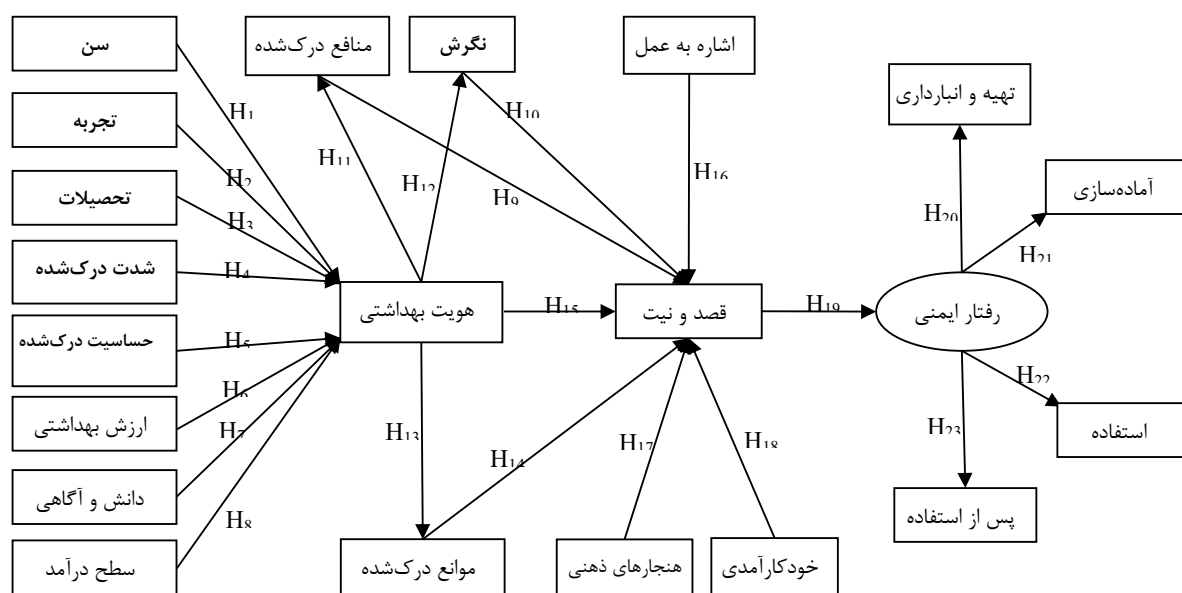 سن
منافع درک‌شده
نگرش
اشاره به عمل
تهیه و انبارداری
تجربه
تحصیلات
آماده‌سازی
شدت درک‌شده
هویت بهداشتی
قصد و نیت
رفتار ایمنی
حساسیت درک‌شده
ارزش بهداشتی
استفاده
دانش و آگاهی
پس از استفاده
سطح درآمد
موانع درک‌شده
هنجارهای ذهنی
خودکارآمدی
H1
H2
H3
H4
H5
H6
H7
H8
H9
H10
H11
H12
H13
H14
H15
H16
H17
H18
H19
H20
H21
H22
H23